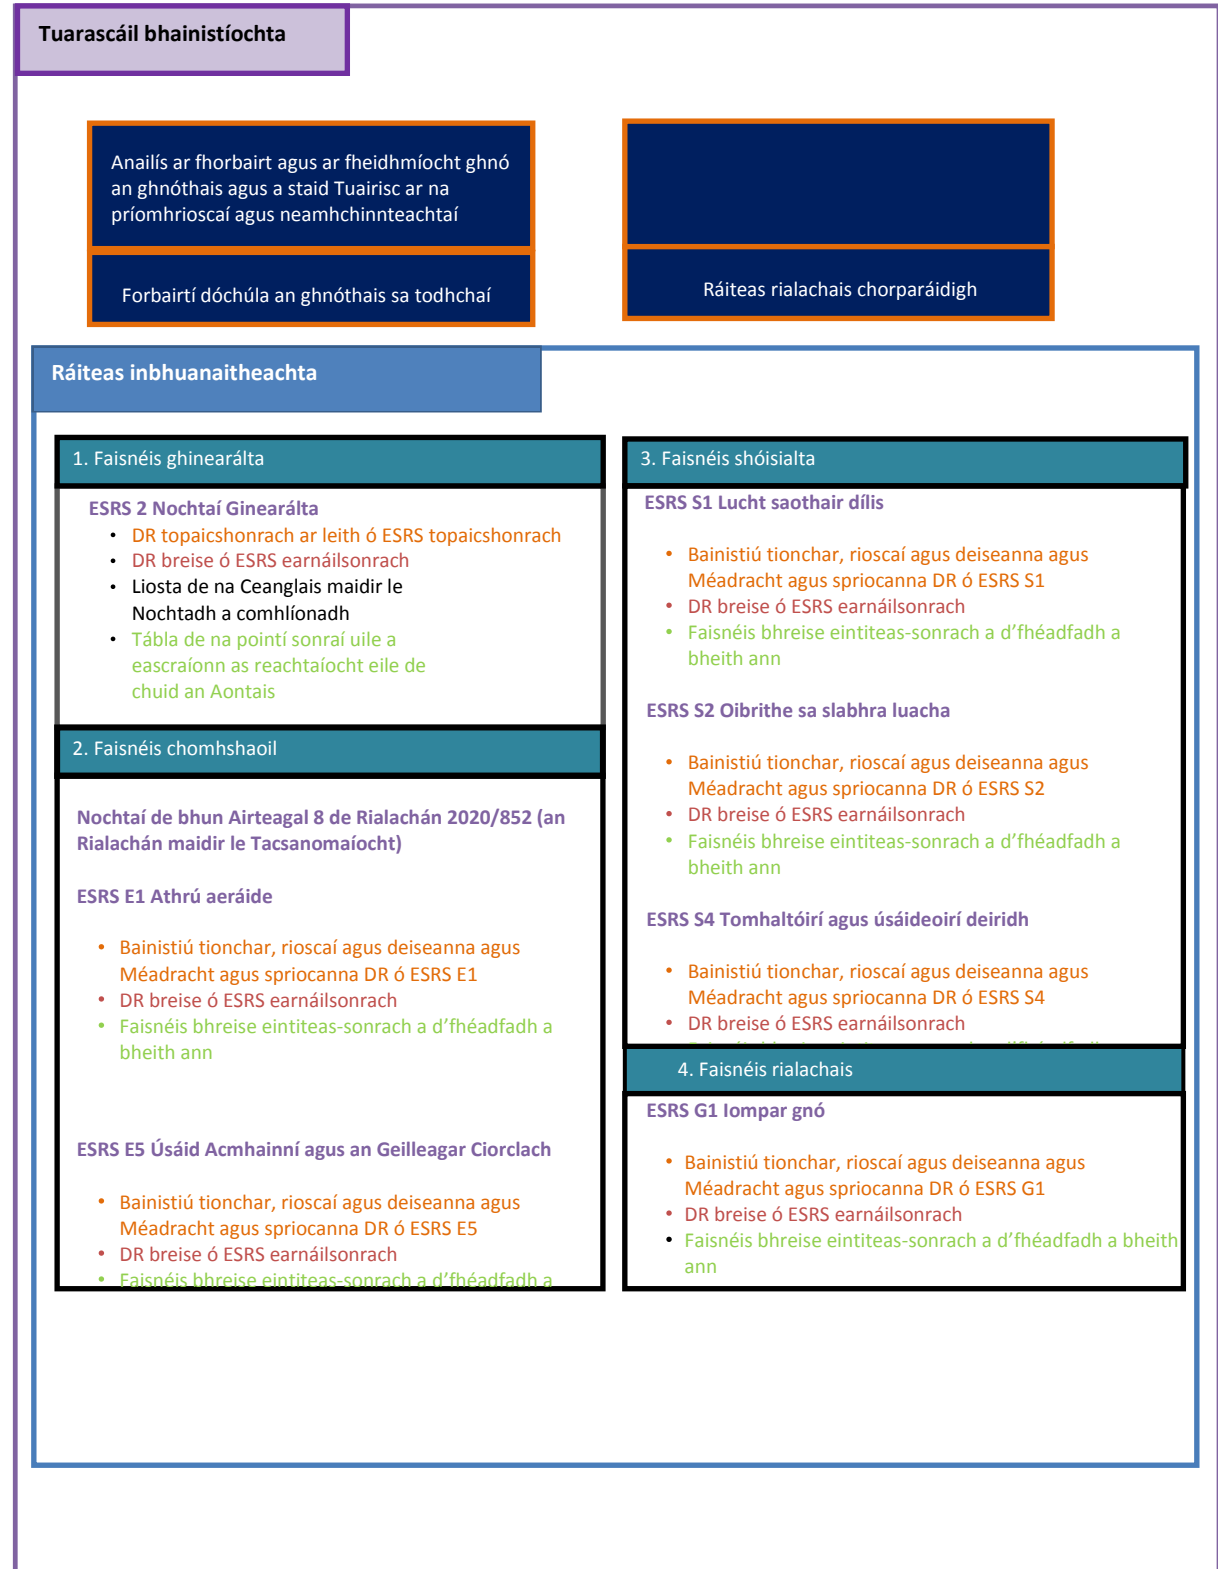 Tuarascáil bhainistíochta
Anailís ar fhorbairt agus ar fheidhmíocht ghnó
an ghnóthais agus a staid Tuairisc ar na
príomhrioscaí agus neamhchinnteachtaí
Forbairtí dóchúla an ghnóthais sa todhchaí
Ráiteas rialachais chorparáidigh
Ráiteas inbhuanaitheachta
1. Faisnéis ghinearálta
ESRS 2 Nochtaí Ginearálta
• DR topaicshonrach ar leith ó ESRS topaicshonrach
• DR breise ó ESRS earnáilsonrach
• Liosta de na Ceanglais maidir le
Nochtadh a comhlíonadh
• Tábla de na pointí sonraí uile a
eascraíonn as reachtaíocht eile de
chuid an Aontais
2. Faisnéis chomhshaoil
Nochtaí de bhun Airteagal 8 de Rialachán 2020/852 (an
Rialachán maidir le Tacsanomaíocht)
ESRS E1 Athrú aeráide
• Bainistiú tionchar, rioscaí agus deiseanna agus
Méadracht agus spriocanna DR ó ESRS E1
• DR breise ó ESRS earnáilsonrach
• Faisnéis bhreise eintiteas-sonrach a d'fhéadfadh a
bheith ann
ESRS E5 Úsáid Acmhainní agus an Geilleagar Ciorclach
• Bainistiú tionchar, rioscaí agus deiseanna agus
Méadracht agus spriocanna DR ó ESRS E5
• DR breise ó ESRS earnáilsonrach
• Faisnéis bhreise eintiteas-sonrach a d'fhéadfadh a
3. Faisnéis shóisialta
ESRS S1 Lucht saothair dílis
• Bainistiú tionchar, rioscaí agus deiseanna agus
Méadracht agus spriocanna DR ó ESRS S1
• DR breise ó ESRS earnáilsonrach
• Faisnéis bhreise eintiteas-sonrach a d'fhéadfadh a
bheith ann
ESRS S2 Oibrithe sa slabhra luacha
• Bainistiú tionchar, rioscaí agus deiseanna agus
Méadracht agus spriocanna DR ó ESRS S2
• DR breise ó ESRS earnáilsonrach
• Faisnéis bhreise eintiteas-sonrach a d'fhéadfadh a
bheith ann
ESRS S4 Tomhaltóirí agus úsáideoirí deiridh
• Bainistiú tionchar, rioscaí agus deiseanna agus
Méadracht agus spriocanna DR ó ESRS S4
• DR breise ó ESRS earnáilsonrach
4. Faisnéis rialachais
ESRS G1 Iompar gnó
• Bainistiú tionchar, rioscaí agus deiseanna agus
Méadracht agus spriocanna DR ó ESRS G1
• DR breise ó ESRS earnáilsonrach
• Faisnéis bhreise eintiteas-sonrach a d'fhéadfadh a bheith
ann